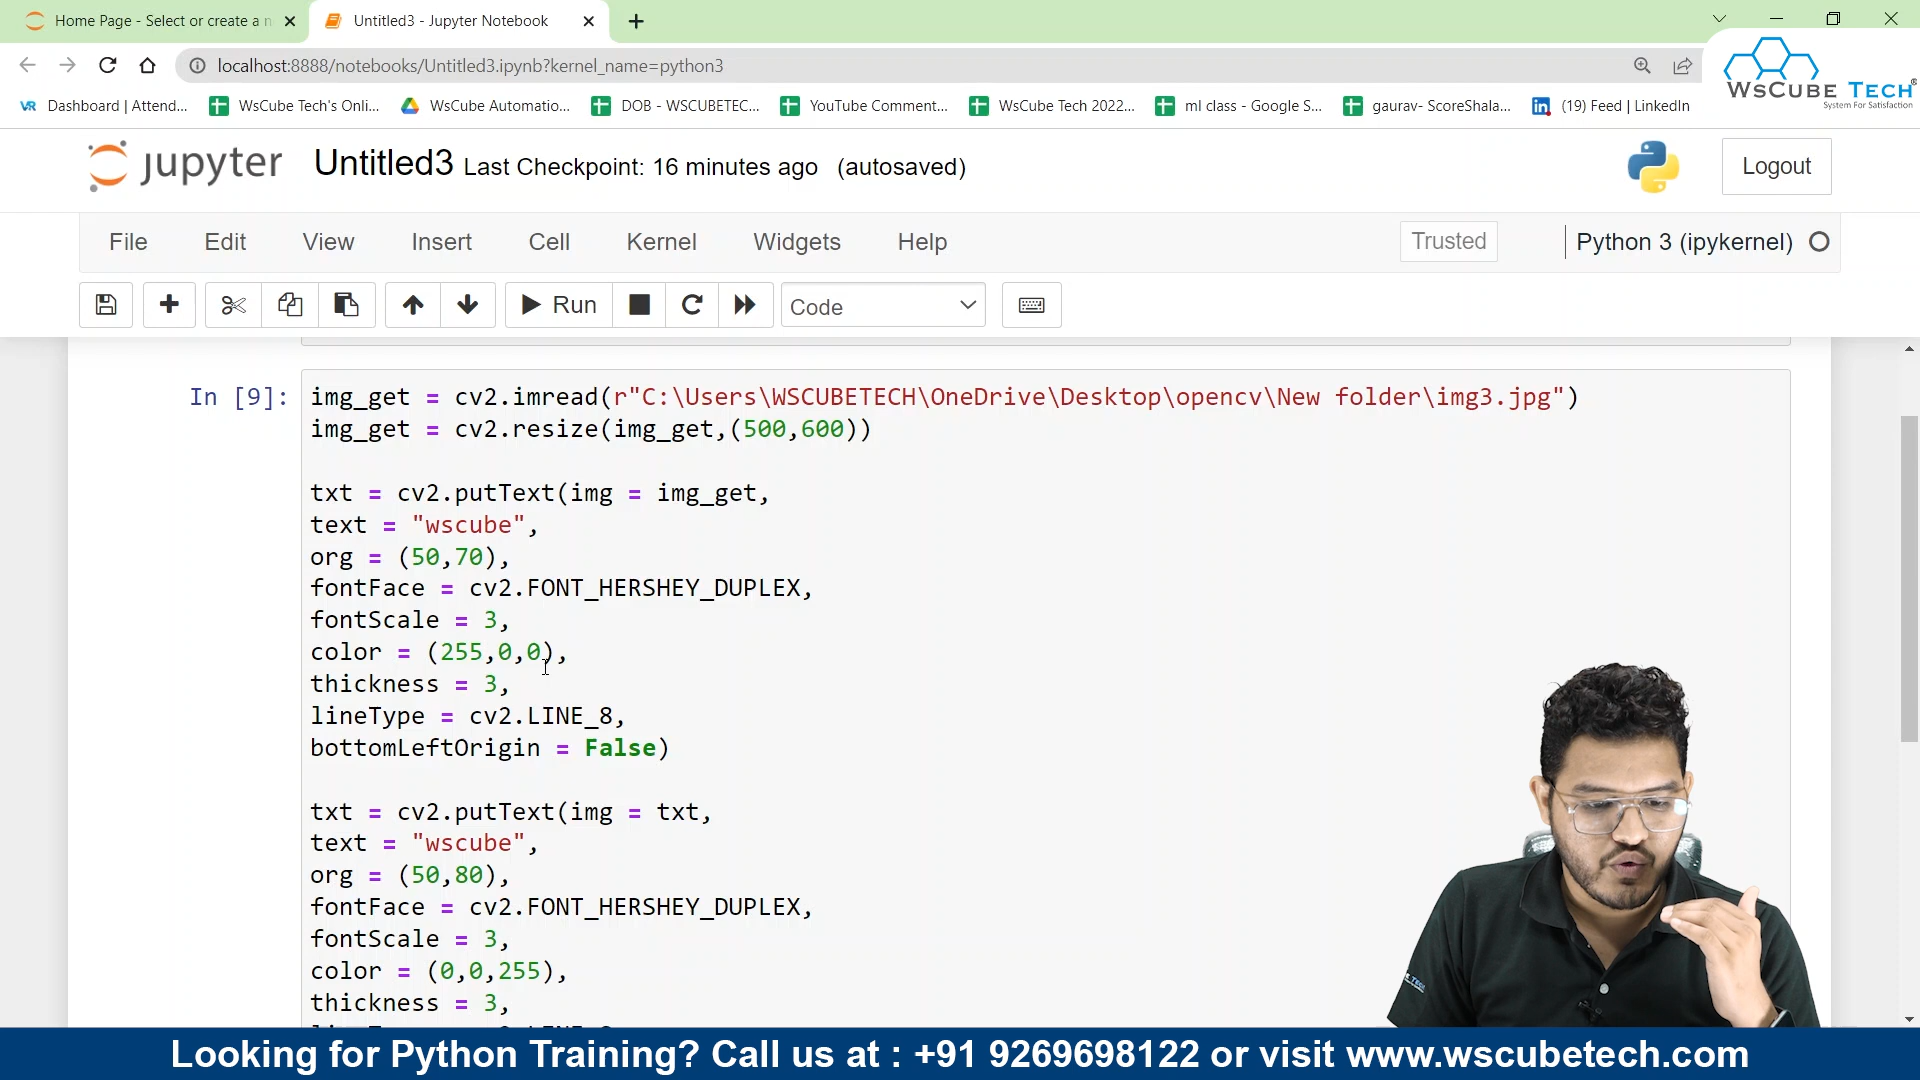 Home Page - Select or create a n
Untitled3 - Jupyter Notebook
localhost:8888/notebooks/Untitled3.ipynb?kernel_name=python3
WsCube Tech®
System For Satisfaction
VR Dashboard | Attend...
WsCube Tech's Onli...
WsCube Automatio...
DOB - WSCUBETEC...
YouTube Comment...
WsCube Tech 2022...
ml class - Google S...
gaurav- ScoreShala...
in (19) Feed | LinkedIn
jupyter Untitled3 Last Checkpoint: 16 minutes ago (autosaved)
Logout
File Edit View Insert Cell Kernel Widgets Help
Trusted
Python 3 (ipykernel)
Run
Code
In [9]:
img_get = cv2.imread(r"C:\Users\WSCUBETECH\OneDrive\Desktop\opencv\New folder\img3.jpg")
img_get = cv2.resize(img_get,(500,600))
txt = cv2.putText(img = img_get,
text = "wscube",
org = (50,70),
fontFace = cv2.FONT_HERSHEY_DUPLEX,
fontScale = 3,
color = (255,0,0),
thickness = 3,
lineType = cv2.LINE_8,
bottomLeftOrigin = False)
txt = cv2.putText(img = txt,
text = "wscube",
org = (50,80),
fontFace = cv2.FONT_HERSHEY_DUPLEX,
fontScale = 3,
color = (0,0,255),
thickness = 3,
Looking for Python Training? Call us at : +91 9269698122 or visit www.wscubetech.com